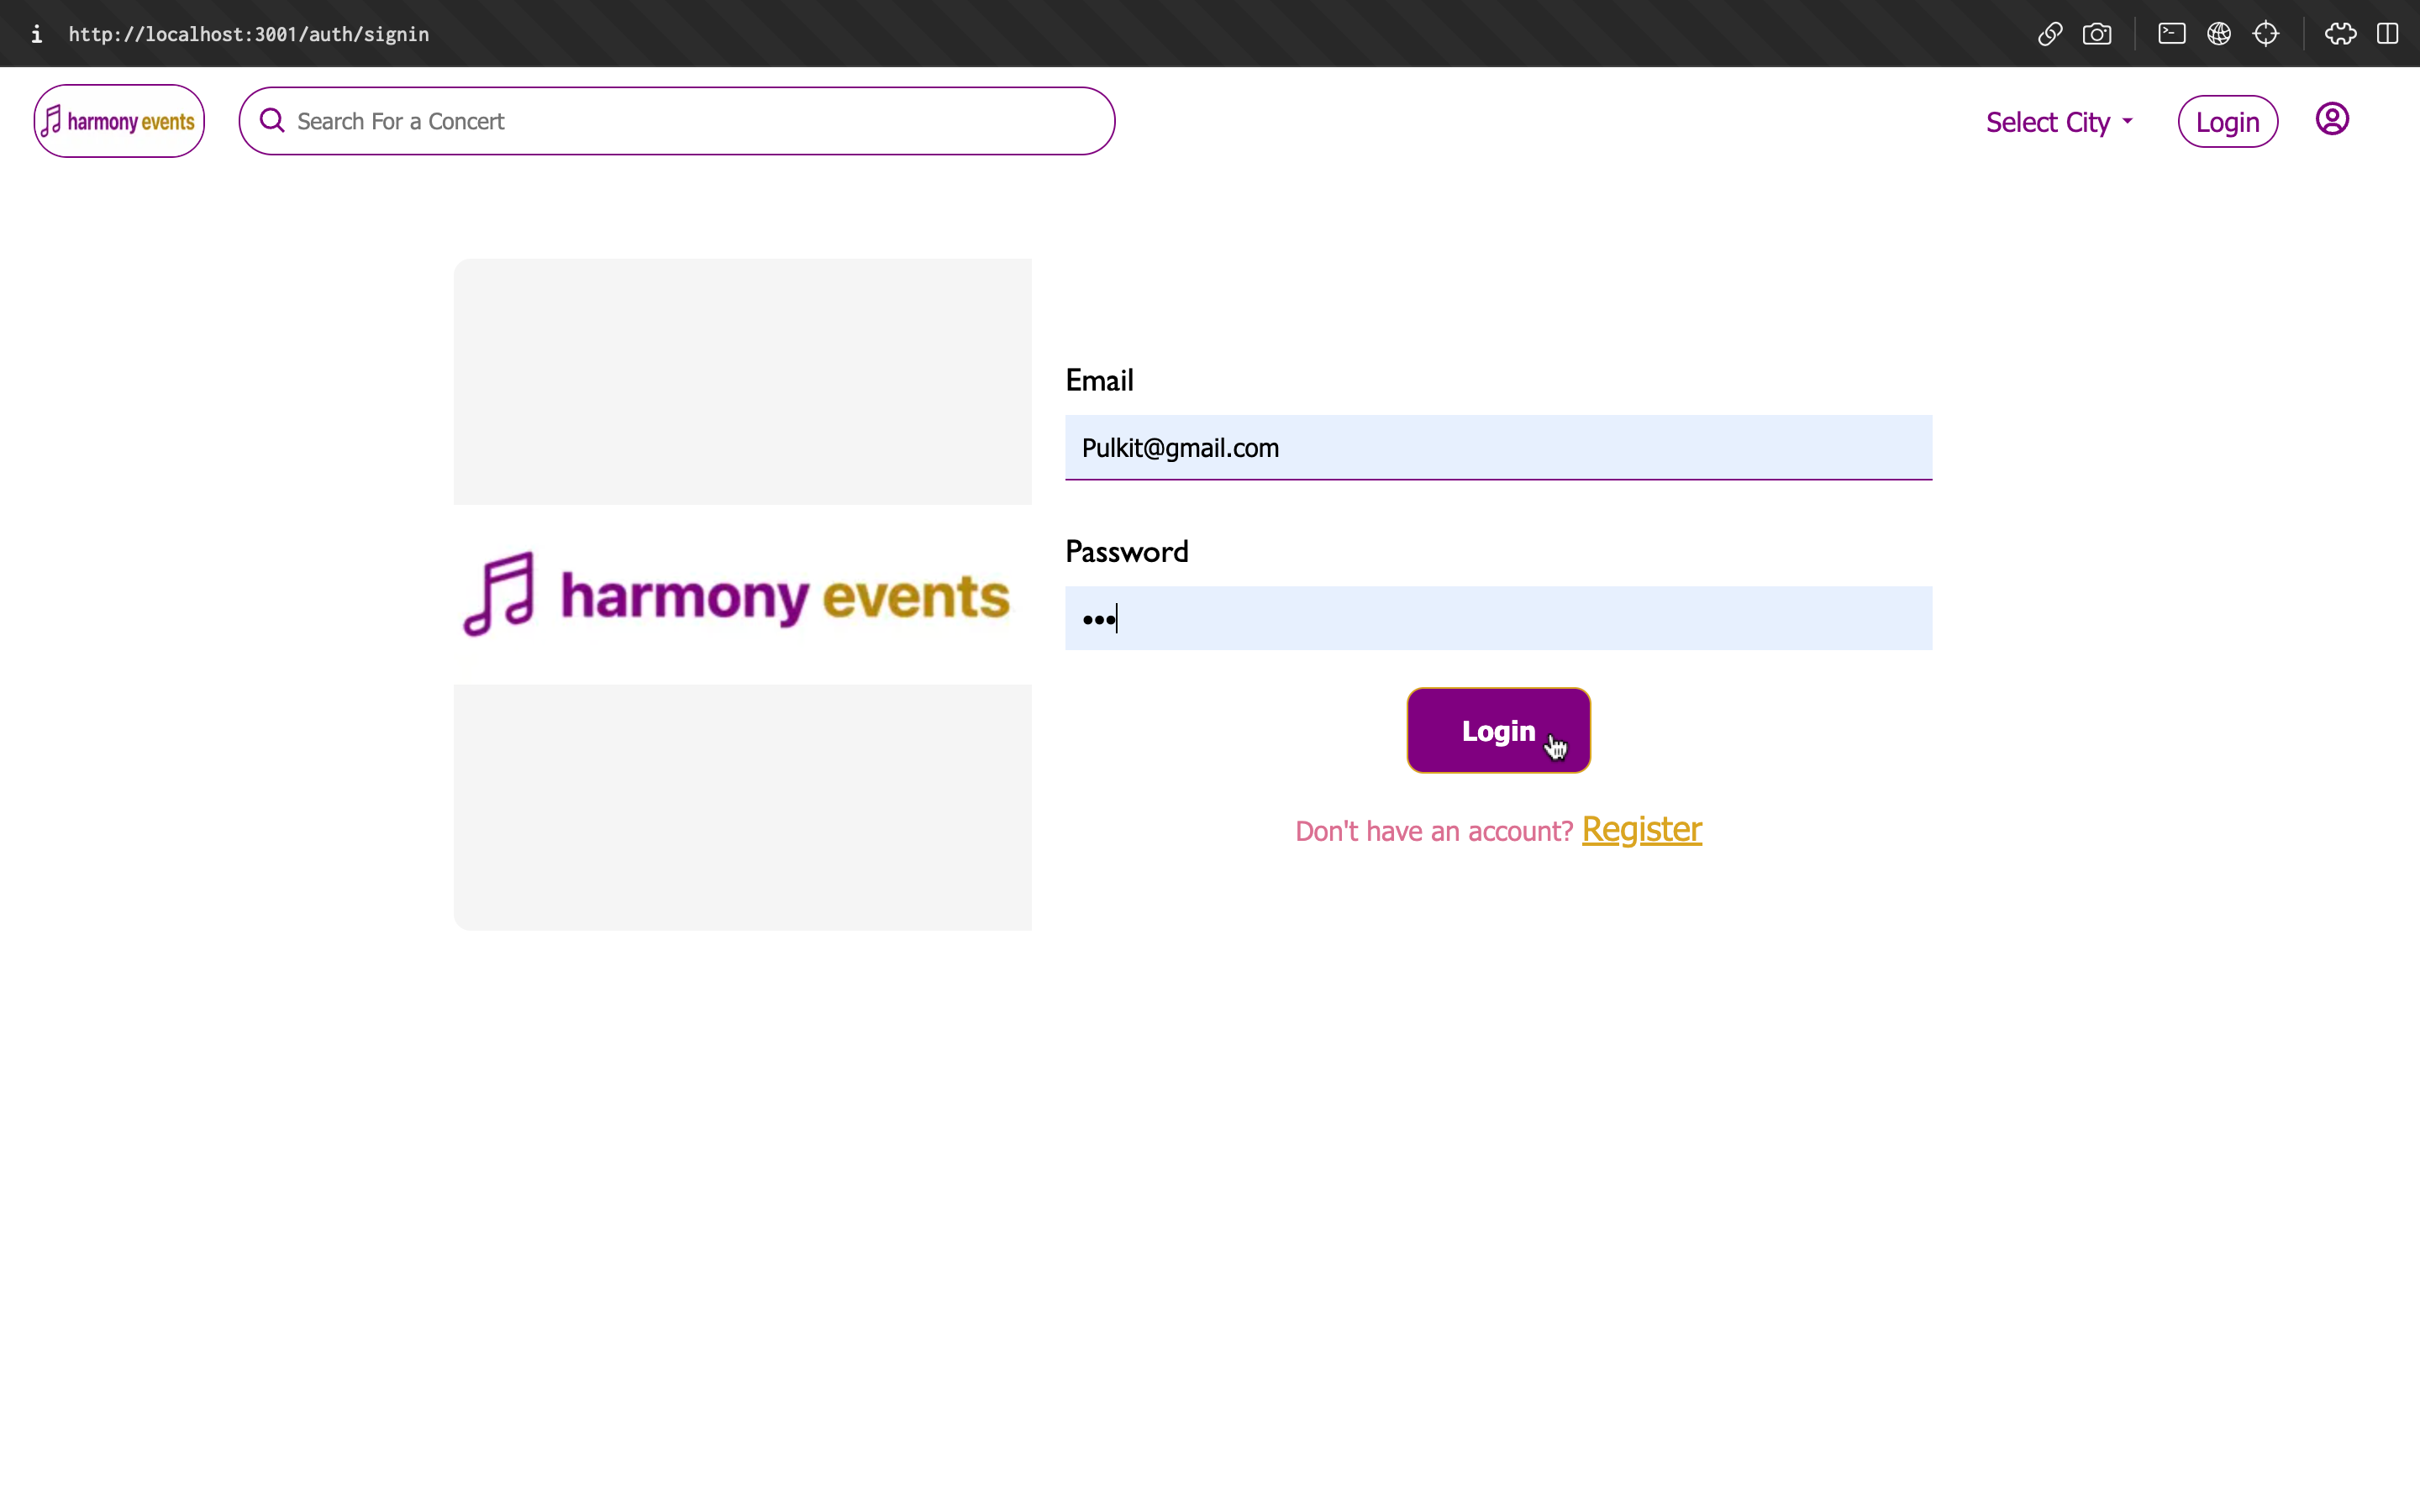 i http://localhost:3001/auth/signin
harmony events
Search For a Concert
Select City
Login
Email
Pulkit@gmail.com
harmony events
Password
•••
Login
Don't have an account? Register